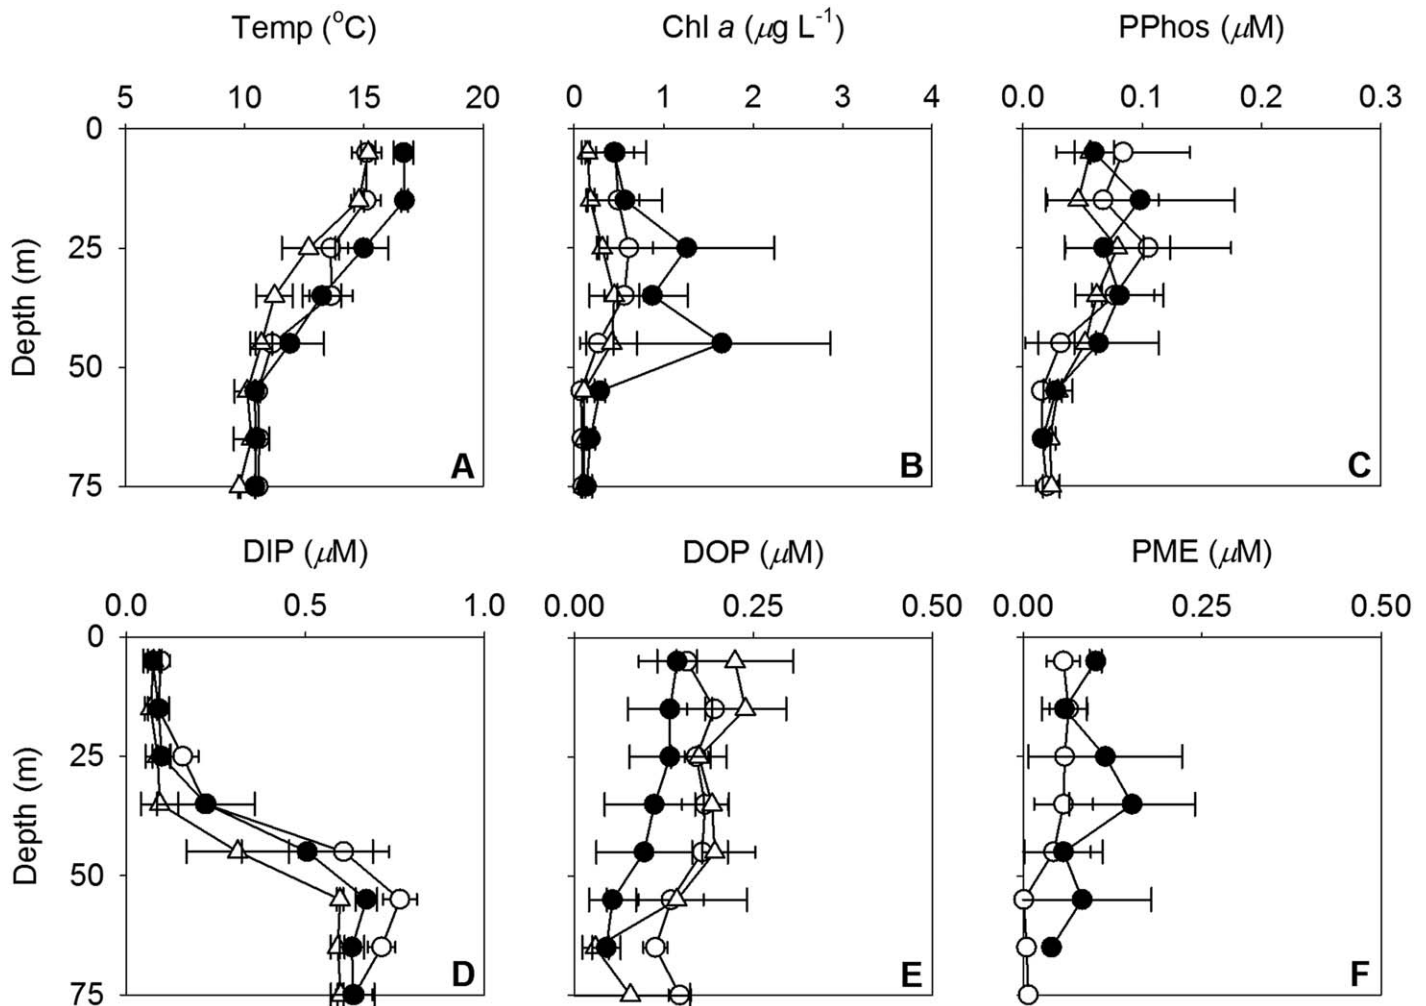 Temp (°C) Chl a (μg L⁻¹) PPhos (μM)
5 10 15 20 0 1 2 3 4 0.0 0.1 0.2 0.3
0
25
50
75
Depth (m)
A B C
DIP (μM) DOP (μM) PME (μM)
0.0 0.5 1.0 0.00 0.25 0.50 0.00 0.25 0.50
0
25
50
75
Depth (m)
D E F